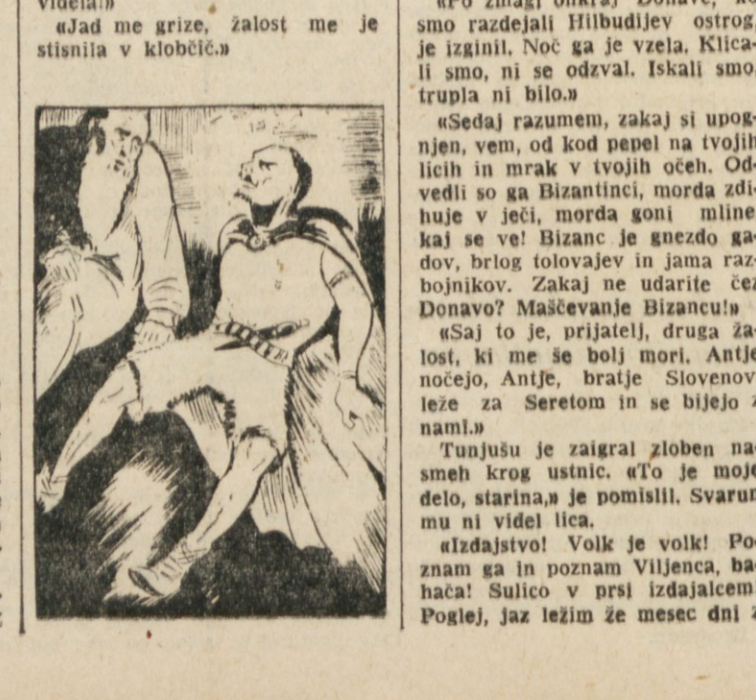 videla!»
«Jad me grize, žalost me je
stisnila v klobčič.»
smo razdejali Hilbudijev ostrog,
je izginil. Noč ga je vzela. Klica-
li smo, ni se odzval. Iskali smo,
trupla ni bilo.»
«Sedaj razumem, zakaj si upog-
njen, vem, od kod pepel na tvojih
licih in mrak v tvojih očeh. Od-
vedli so ga Bizantinci, morda zdi-
huje v ječi, morda goni mline,
kaj se ve! Bizanc je gnezdo ga-
dov, brlog tolovajev in jama raz-
bojnikov. Zakaj ne udarite čez
Donavo? Maščevanje Bizancu!»
«Saj to je, prijatelj, druga ža-
lost, ki me še bolj mori. Antje
nočejo, Antje, bratje Slovenov
leže za Seretom in se bijejo z
nami.»
Tunjušu je zaigral zloben na-
smeh krog ustnic. «To je moje
delo, starina,» je pomislil. Svarun
mu ni videl lica.
«Izdajstvo! Volk je volk! Po-
znam ga in poznam Viljenca, ba-
hača! Sulico v prsi izdajalcem!
Poglej, jaz ležim že mesec dni z